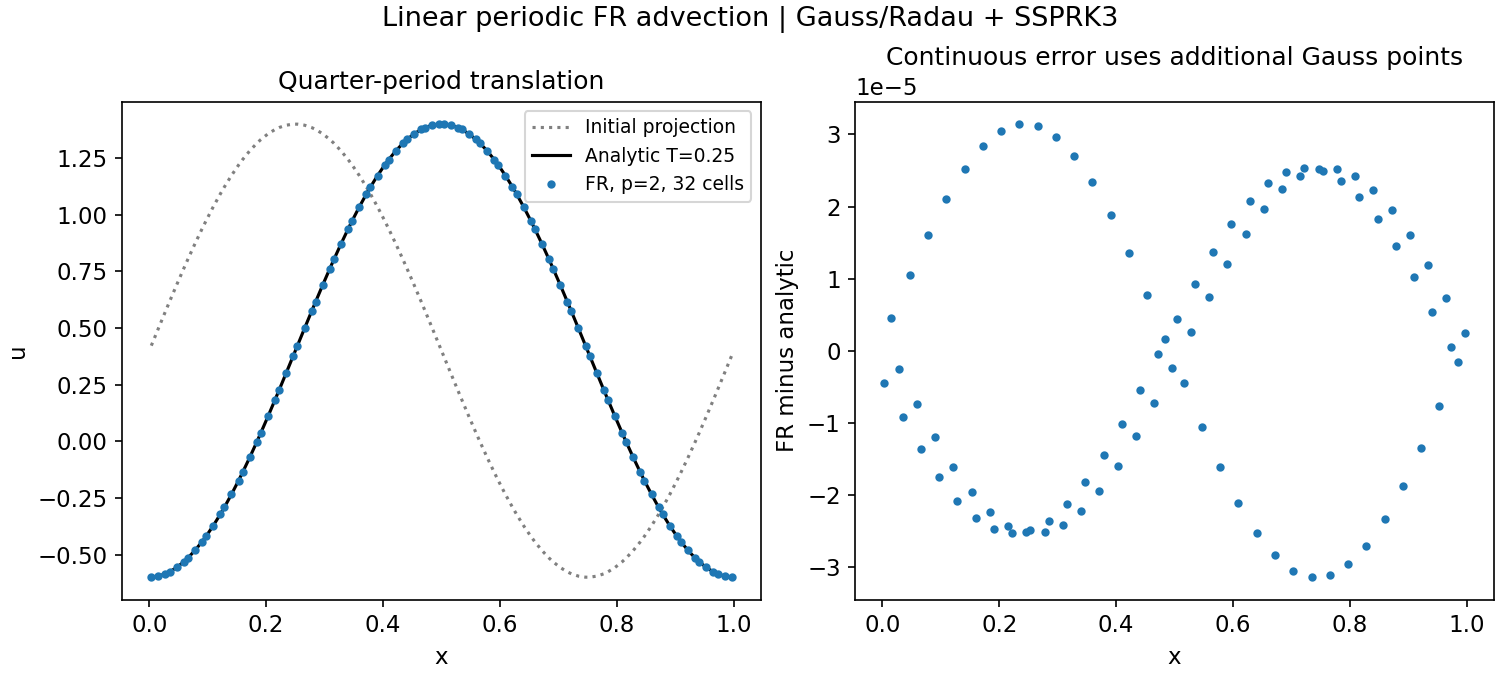 Linear periodic FR advection | Gauss/Radau + SSPRK3
Quarter-period translation
Initial projection
Analytic T=0.25
FR, p=2, 32 cells
1.25
1.00
0.75
0.50
0.25
0.00
−0.25
−0.50
u
0.0
0.2
0.4
0.6
0.8
1.0
x
Continuous error uses additional Gauss points
1e−5
3
2
1
0
−1
−2
−3
FR minus analytic
0.0
0.2
0.4
0.6
0.8
1.0
x